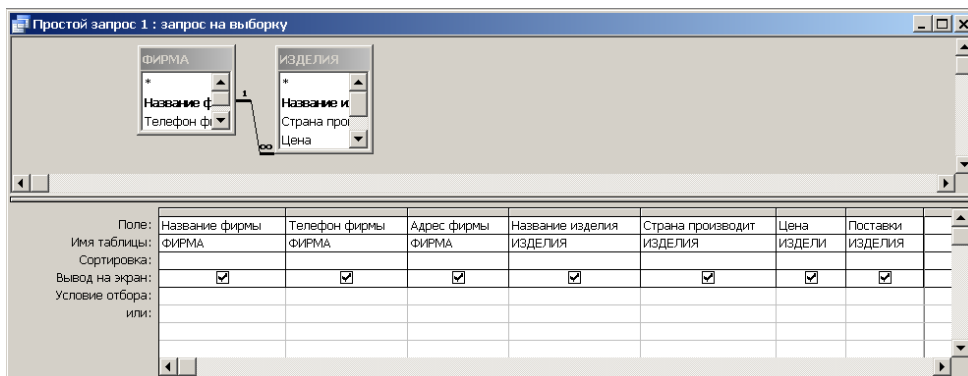 Простой запрос 1 : запрос на выборку
ФИРМА
*
Название ф
Телефон фи
1
∞
ИЗДЕЛИЯ
*
Название и
Страна прои
Цена
Поле: Название фирмы Телефон фирмы Адрес фирмы Название изделия Страна производит Цена Поставки
Имя таблицы: ФИРМА ФИРМА ФИРМА ИЗДЕЛИЯ ИЗДЕЛИЯ ИЗДЕЛИ ИЗДЕЛИЯ
Сортировка:
Вывод на экран:
Условие отбора:
или: